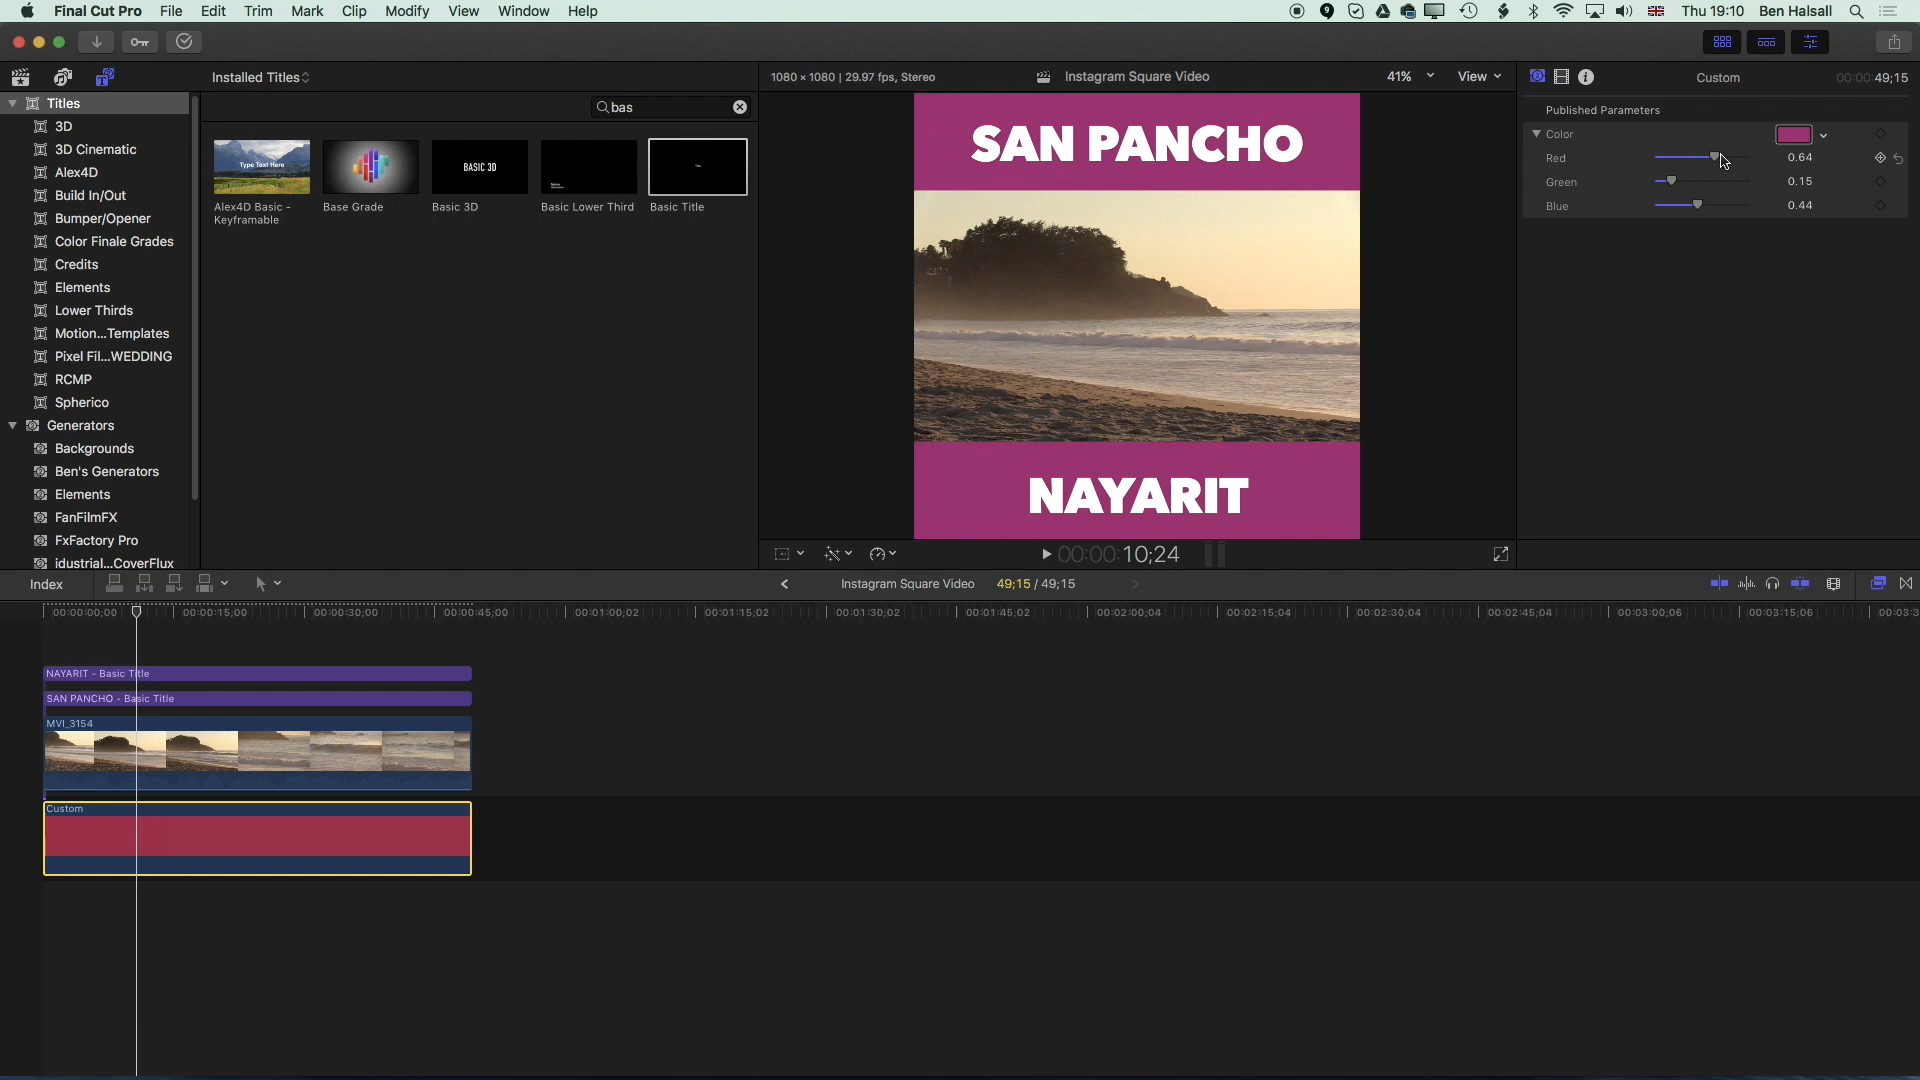 Final Cut Pro File Edit Trim Mark Clip Modify View Window Help Thu 19:10 Ben Halsall
Installed Titles 1080 × 1080 | 29.97 fps, Stereo Instagram Square Video 41% View Custom 00:00:49;15
Titles
3D
3D Cinematic
Alex4D
Build In/Out
Bumper/Opener
Color Finale Grades
Credits
Elements
Lower Thirds
Motion...Templates
Pixel Fil...WEDDING
RCMP
Spherico
Generators
Backgrounds
Ben's Generators
Elements
FanFilmFX
FxFactory Pro
idustrial...CoverFlux
bas
Type Text Here
BASIC 3D
Title
Alex4D Basic -
Keyframable
Base Grade
Basic 3D
Basic Lower Third
Basic Title
SAN PANCHO
NAYARIT
Published Parameters
Color
Red 0.64
Green 0.15
Blue 0.44
00:00:10;24
Index Instagram Square Video 49;15 / 49;15
00:00:00;00 00:00:15;00 00:00:30;00 00:00:45;00 00:01:00;02 00:01:15;02 00:01:30;02 00:01:45;02 00:02:00;04 00:02:15;04 00:02:30;04 00:02:45;04 00:03:00;06 00:03:15;06 00:03:3
NAYARIT - Basic Title
SAN PANCHO - Basic Title
MVI_3154
Custom